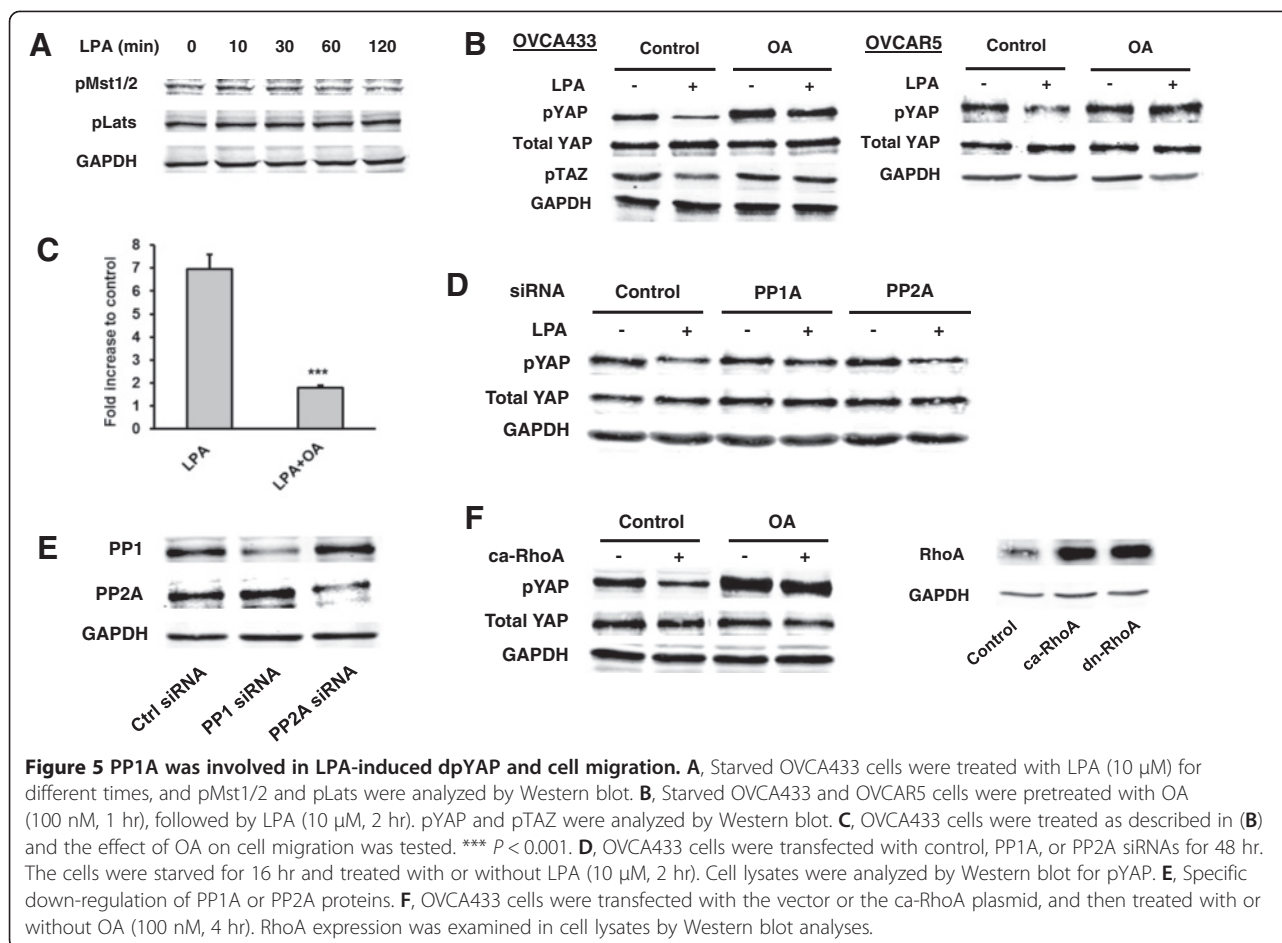 A
LPA (min) 0 10 30 60 120
pMst1/2
pLats
GAPDH
B
OVCA433 Control OA
LPA - + - +
pYAP
Total YAP
pTAZ
GAPDH
OVCAR5 Control OA
LPA - + - +
pYAP
Total YAP
GAPDH
C
Fold increase to control
8
7
6
5
4
3
2
1
0
***
LPA
LPA+OA
D
siRNA Control PP1A PP2A
LPA - + - + - +
pYAP
Total YAP
GAPDH
E
PP1
PP2A
GAPDH
Ctrl siRNA
PP1 siRNA
PP2A siRNA
F
Control OA
ca-RhoA - + - +
pYAP
Total YAP
GAPDH
RhoA
GAPDH
Control
ca-RhoA
dn-RhoA
Figure 5 PP1A was involved in LPA-induced dpYAP and cell migration. A, Starved OVCA433 cells were treated with LPA (10 μM) for
different times, and pMst1/2 and pLats were analyzed by Western blot. B, Starved OVCA433 and OVCAR5 cells were pretreated with OA
(100 nM, 1 hr), followed by LPA (10 μM, 2 hr). pYAP and pTAZ were analyzed by Western blot. C, OVCA433 cells were treated as described in (B)
and the effect of OA on cell migration was tested. *** P < 0.001. D, OVCA433 cells were transfected with control, PP1A, or PP2A siRNAs for 48 hr.
The cells were starved for 16 hr and treated with or without LPA (10 μM, 2 hr). Cell lysates were analyzed by Western blot for pYAP. E, Specific
down-regulation of PP1A or PP2A proteins. F, OVCA433 cells were transfected with the vector or the ca-RhoA plasmid, and then treated with or
without OA (100 nM, 4 hr). RhoA expression was examined in cell lysates by Western blot analyses.